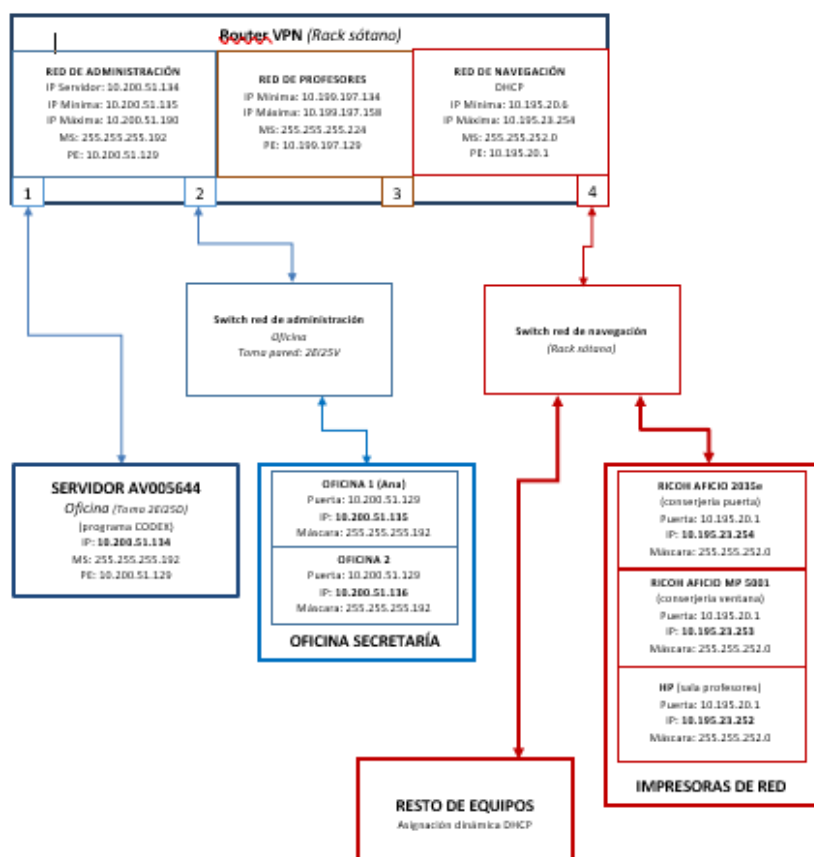 Router VPN (Rack sótano)
RED DE ADMINISTRACIÓN
IP Servidor: 10.200.51.134
IP Mínima: 10.200.51.135
IP Máxima: 10.200.51.190
MS: 255.255.255.192
PE: 10.200.51.129
RED DE PROFESORES
IP Mínima: 10.199.197.134
IP Máxima: 10.199.197.158
MS: 255.255.255.224
PE: 10.199.197.129
RED DE NAVEGACIÓN
DHCP
IP Mínima: 10.195.20.6
IP Máxima: 10.195.23.254
MS: 255.255.252.0
PE: 10.195.20.1
1
2
3
4
Switch red de administración
Oficina
Toma pared: 2E/25V
Switch red de navegación
(Rack sótano)
SERVIDOR AV005644
Oficina (Toma 2E/25D)
(programa CODEX)
IP: 10.200.51.134
MS: 255.255.255.192
PE: 10.200.51.129
OFICINA 1 (Ana)
Puerta: 10.200.51.129
IP: 10.200.51.135
Máscara: 255.255.255.192
OFICINA 2
Puerta: 10.200.51.129
IP: 10.200.51.136
Máscara: 255.255.255.192
OFICINA SECRETARÍA
RICOH AFICIO 2035e
(conserjería puerta)
Puerta: 10.195.20.1
IP: 10.195.23.254
Máscara: 255.255.252.0
RICOH AFICIO MP 5001
(conserjería ventana)
Puerta: 10.195.20.1
IP: 10.195.23.253
Máscara: 255.255.252.0
HP (sala profesores)
Puerta: 10.195.20.1
IP: 10.195.23.252
Máscara: 255.255.252.0
IMPRESORAS DE RED
RESTO DE EQUIPOS
Asignación dinámica DHCP